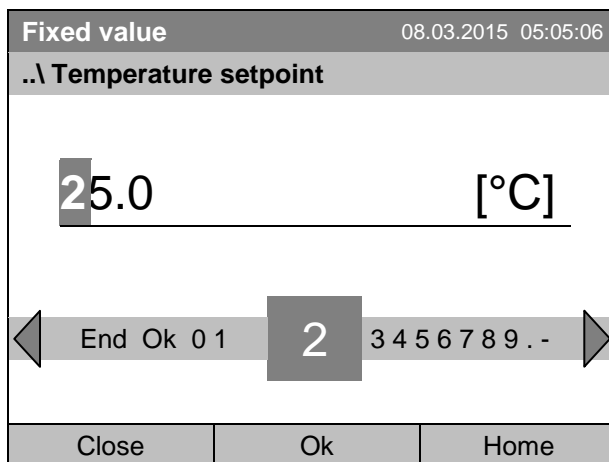 Fixed value 08.03.2015 05:05:06
..\ Temperature setpoint
25.0 [°C]
End Ok 0 1 2 3 4 5 6 7 8 9 . -
Close Ok Home